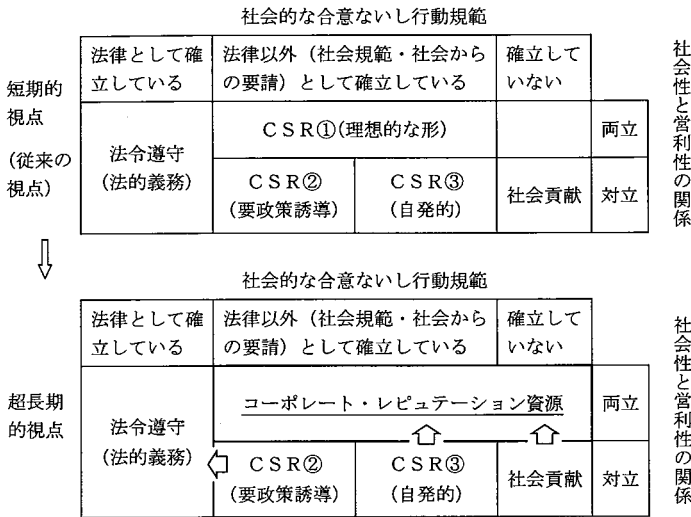 社会的な合意ないし行動規範
法律として確
立している
法律以外（社会規範・社会から
の要請）として確立している
確立して
いない
短期的
視点
（従来の
視点）
法令遵守
（法的義務）
ＣＳＲ①（理想的な形）
両立
ＣＳＲ②
（要政策誘導）
ＣＳＲ③
（自発的）
社会貢献
対立
社会性と営利性の関係
社会的な合意ないし行動規範
法律として確
立している
法律以外（社会規範・社会から
の要請）として確立している
確立して
いない
超長期
的視点
法令遵守
（法的義務）
コーポレート・レピュテーション資源
両立
ＣＳＲ②
（要政策誘導）
ＣＳＲ③
（自発的）
社会貢献
対立
社会性と営利性の関係